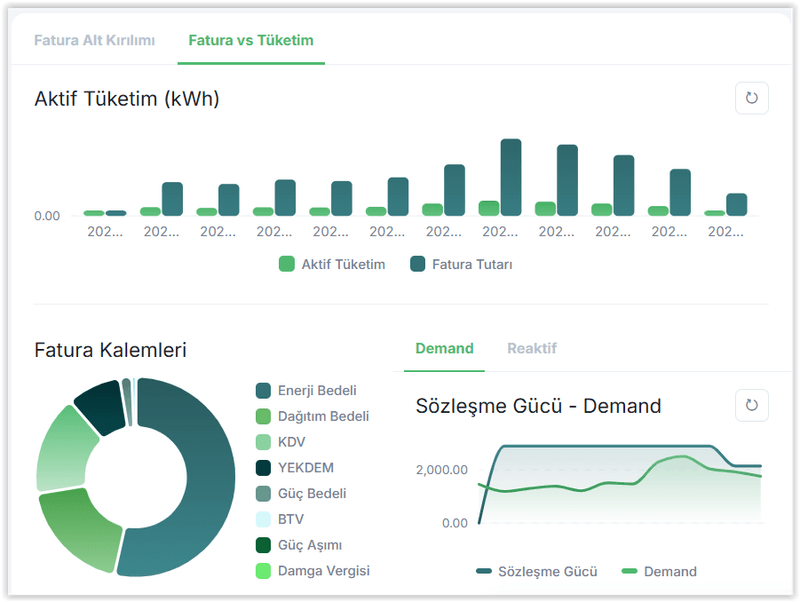 Fatura Alt Kırılımı Fatura vs Tüketim
Aktif Tüketim (kWh)
0.00
202... 202... 202... 202... 202... 202... 202... 202... 202... 202... 202... 202...
Aktif Tüketim Fatura Tutarı
Fatura Kalemleri
Enerji Bedeli
Dağıtım Bedeli
KDV
YEKDEM
Güç Bedeli
BTV
Güç Aşımı
Damga Vergisi
Demand Reaktif
Sözleşme Gücü - Demand
2,000.00
0.00
Sözleşme Gücü Demand